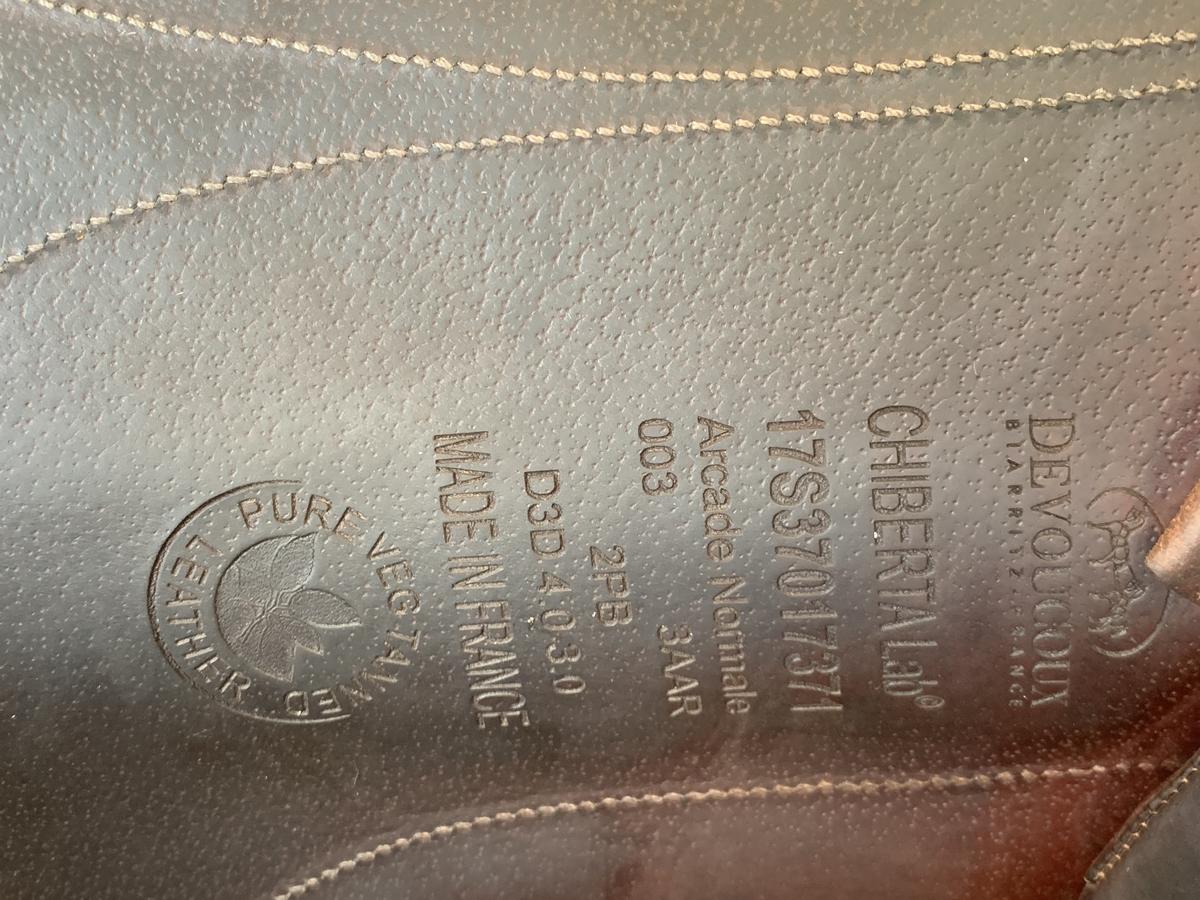 DEVOUCOUX
BIARRITZ. FRANCE
CHIBERTA Lab®
17S37017371
Arcade Normale
003 3AAR
2PB
D3D 4.0 3.0
MADE IN FRANCE
PURE VEG TANNED LEATHER